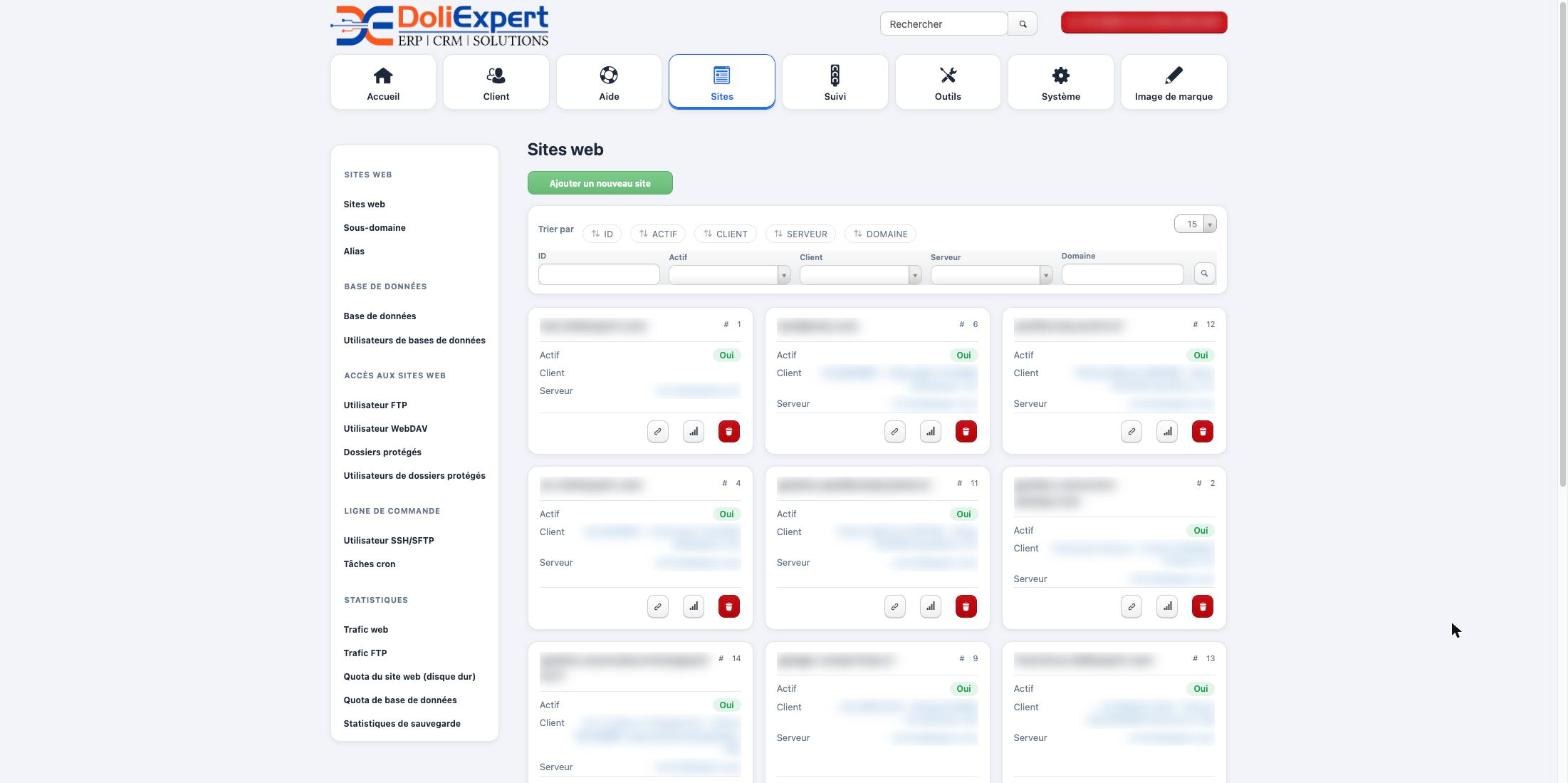 DoliExpert
ERP | CRM | SOLUTIONS
Rechercher
Accueil
Client
Aide
Sites
Suivi
Outils
Système
Image de marque
SITES WEB
Sites web
Sous-domaine
Alias
BASE DE DONNÉES
Base de données
Utilisateurs de bases de données
ACCÈS AUX SITES WEB
Utilisateur FTP
Utilisateur WebDAV
Dossiers protégés
Utilisateurs de dossiers protégés
LIGNE DE COMMANDE
Utilisateur SSH/SFTP
Tâches cron
STATISTIQUES
Trafic web
Trafic FTP
Quota du site web (disque dur)
Quota de base de données
Statistiques de sauvegarde
Sites web
Ajouter un nouveau site
Trier par
ID
ACTIF
CLIENT
SERVEUR
DOMAINE
15
ID
Actif
Client
Serveur
Domaine
# 1
Actif Oui
Client
Serveur
# 6
Actif Oui
Client
Serveur
# 12
Actif Oui
Client
Serveur
# 4
Actif Oui
Client
Serveur
# 11
Actif Oui
Client
Serveur
# 2
Actif Oui
Client
Serveur
# 14
Actif Oui
Client
Serveur
# 9
Actif Oui
Client
Serveur
# 13
Actif Oui
Client
Serveur